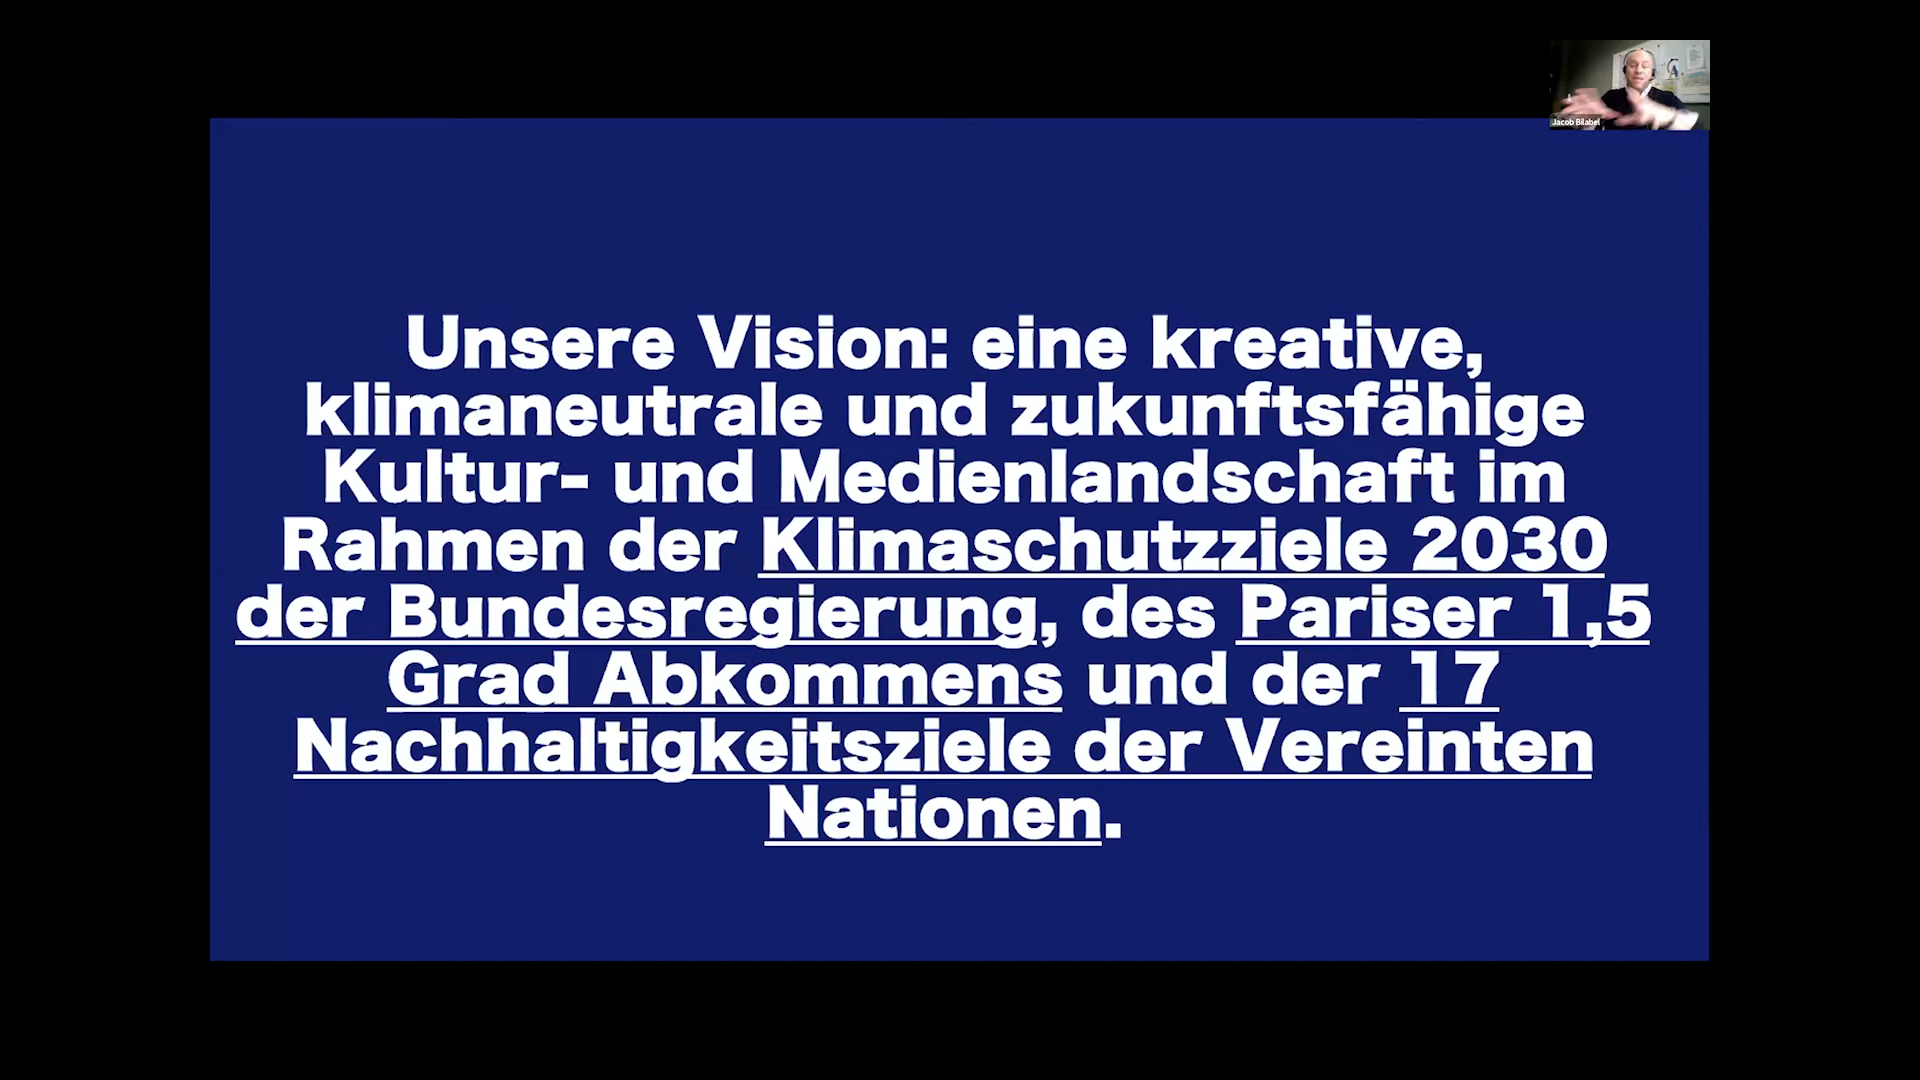 Jacob Bilabel
Unsere Vision: eine kreative,
klimaneutrale und zukunftsfähige
Kultur- und Medienlandschaft im
Rahmen der Klimaschutzziele 2030
der Bundesregierung, des Pariser 1,5
Grad Abkommens und der 17
Nachhaltigkeitsziele der Vereinten
Nationen.